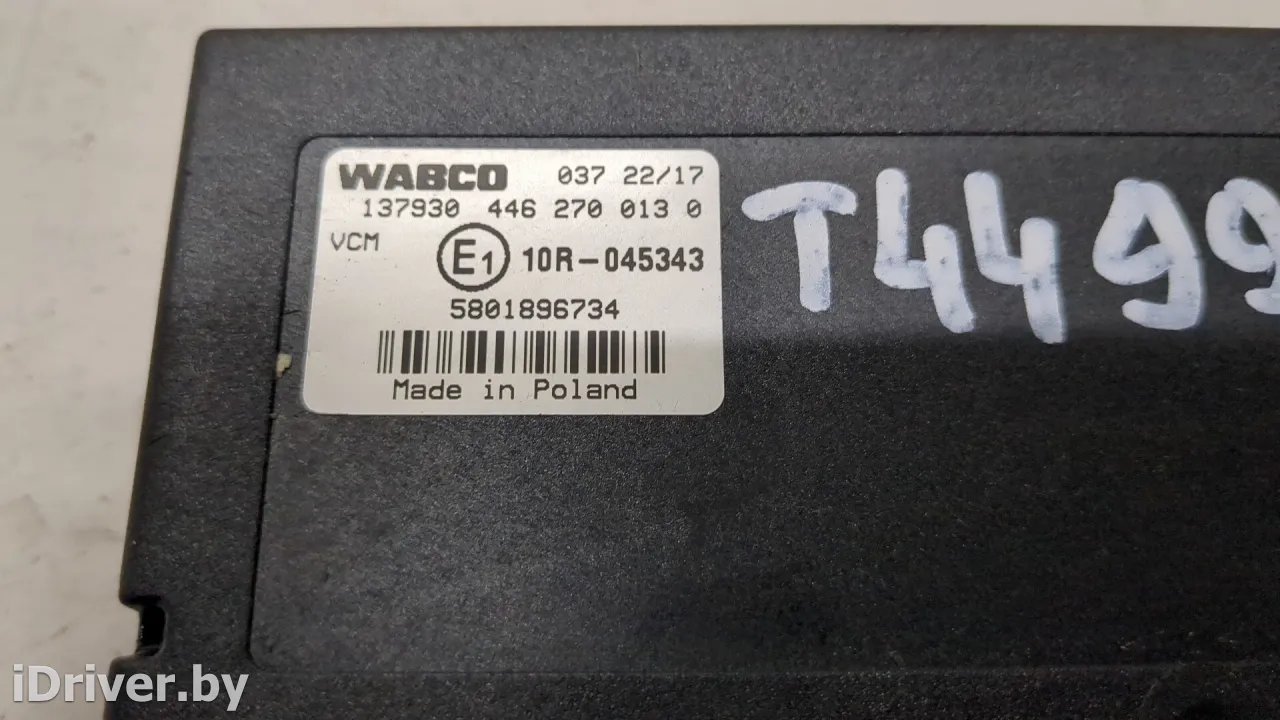 WABCO 037 22/17
137930 446 270 013 0
VCM E1 10R-045343
5801896734
Made in Poland
T4499
iDriver.by